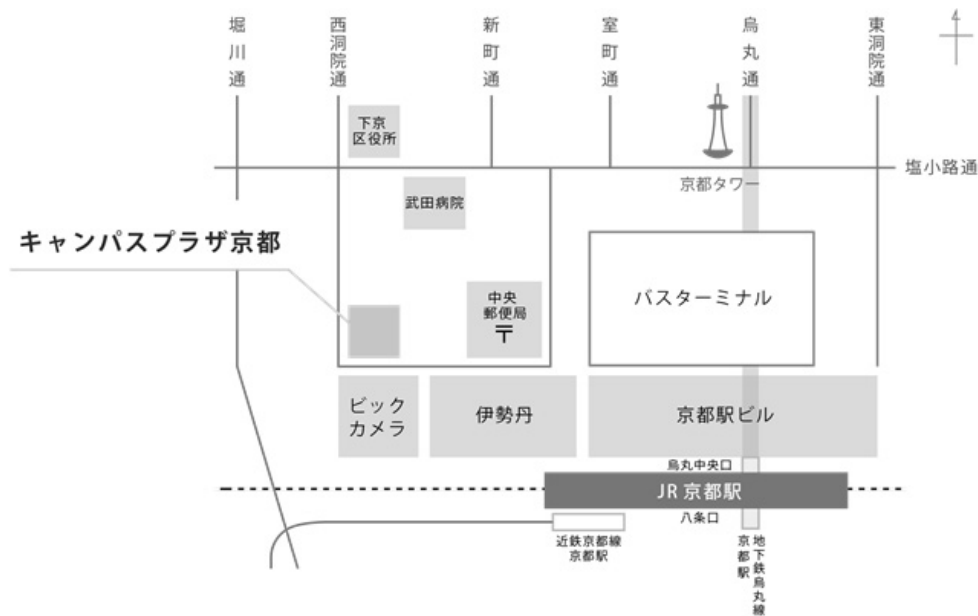 堀川通
西洞院通
新町通
室町通
烏丸通
東洞院通
下京
区役所
塩小路通
京都タワー
武田病院
キャンパスプラザ京都
中央
郵便局
〒
バスターミナル
ビック
カメラ
伊勢丹
京都駅ビル
烏丸中央口
JR 京都駅
八条口
近鉄京都線
京都駅
地下鉄烏丸線
京都駅